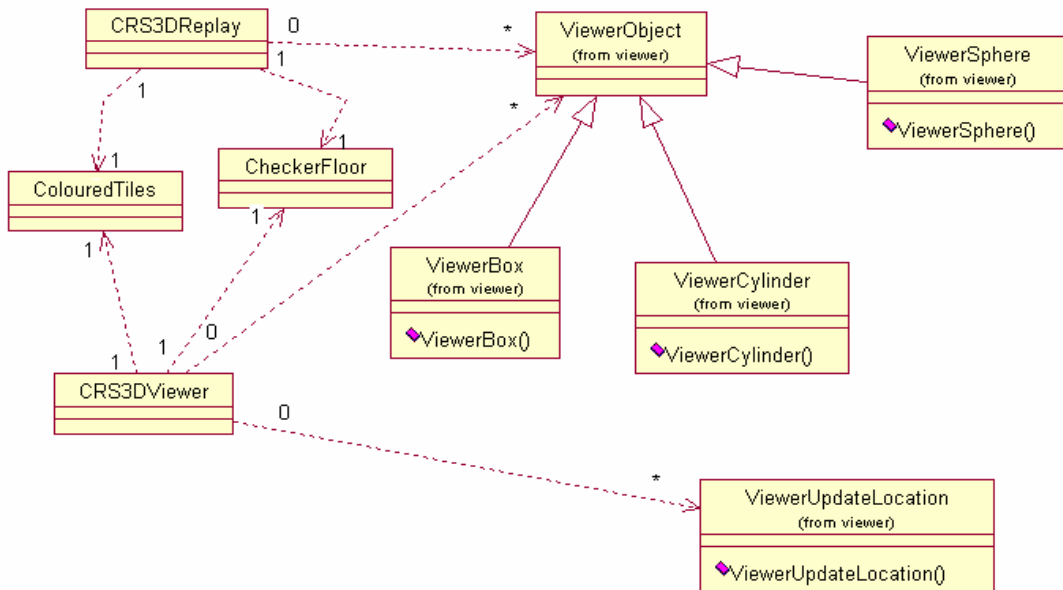 CRS3DReplay
0
*
ViewerObject
(from viewer)
ViewerSphere
(from viewer)
ViewerSphere()
1
1
*
1
1
ColouredTiles
CheckerFloor
1
1
ViewerBox
(from viewer)
ViewerBox()
ViewerCylinder
(from viewer)
ViewerCylinder()
1
1
0
CRS3DViewer
0
*
ViewerUpdateLocation
(from viewer)
ViewerUpdateLocation()